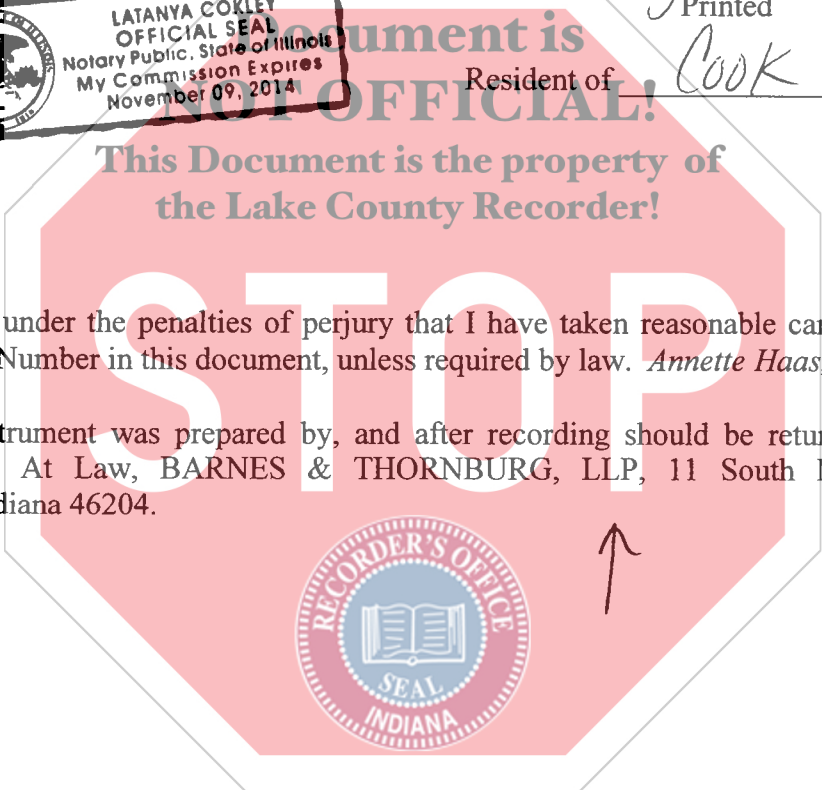 LATANYA COKLEY
OFFICIAL SEAL
Notary Public, State of Illinois
My Commission Expires
November 09, 2014
Printed
Resident of Cook
Document is
NOT OFFICIAL!
This Document is the property of
the Lake County Recorder!
STOP
under the penalties of perjury that I have taken reasonable
Number in this document, unless required by law. Annette Haas,
trument was prepared by, and after recording should be retur
At Law, BARNES & THORNBURG, LLP, 11 South
diana 46204.
RECORDER'S OFFICE
SEAL
INDIANA